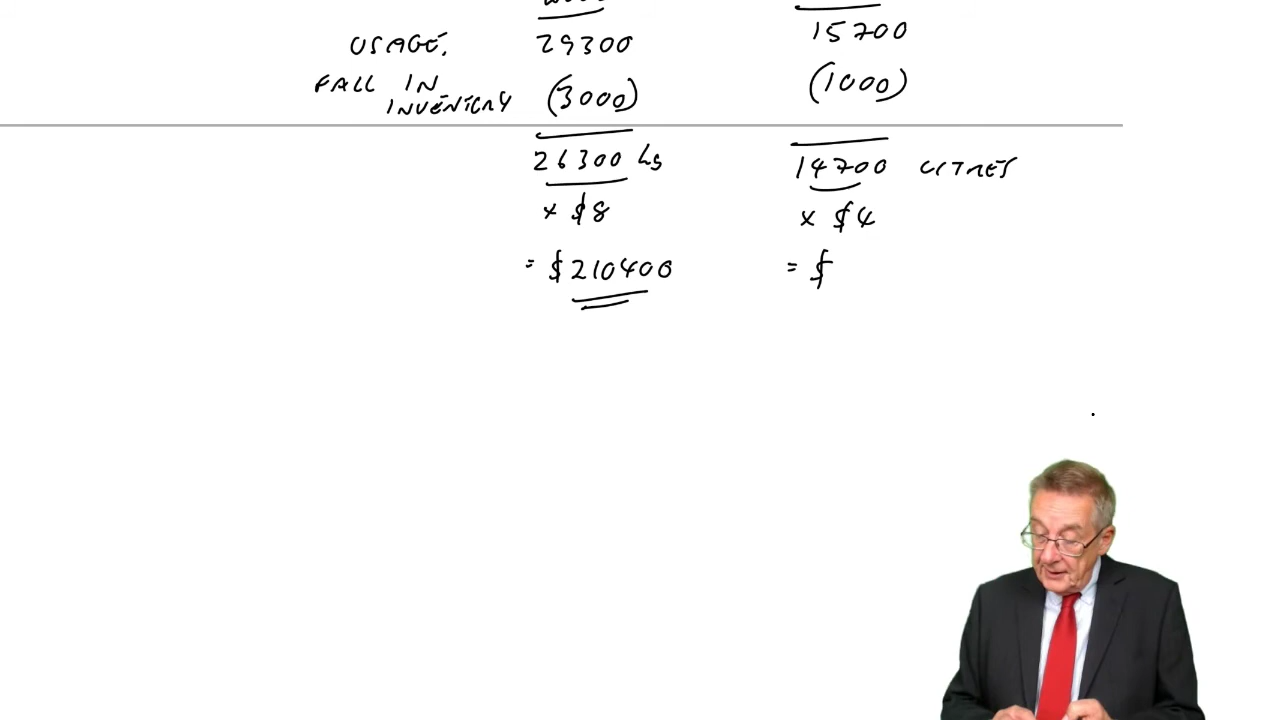 USAGE. 29300 15700
FALL IN
INVENTORY (3000) (1000)
26300 kg 14700 LITRES
x $8 x $4
= $210400 = $